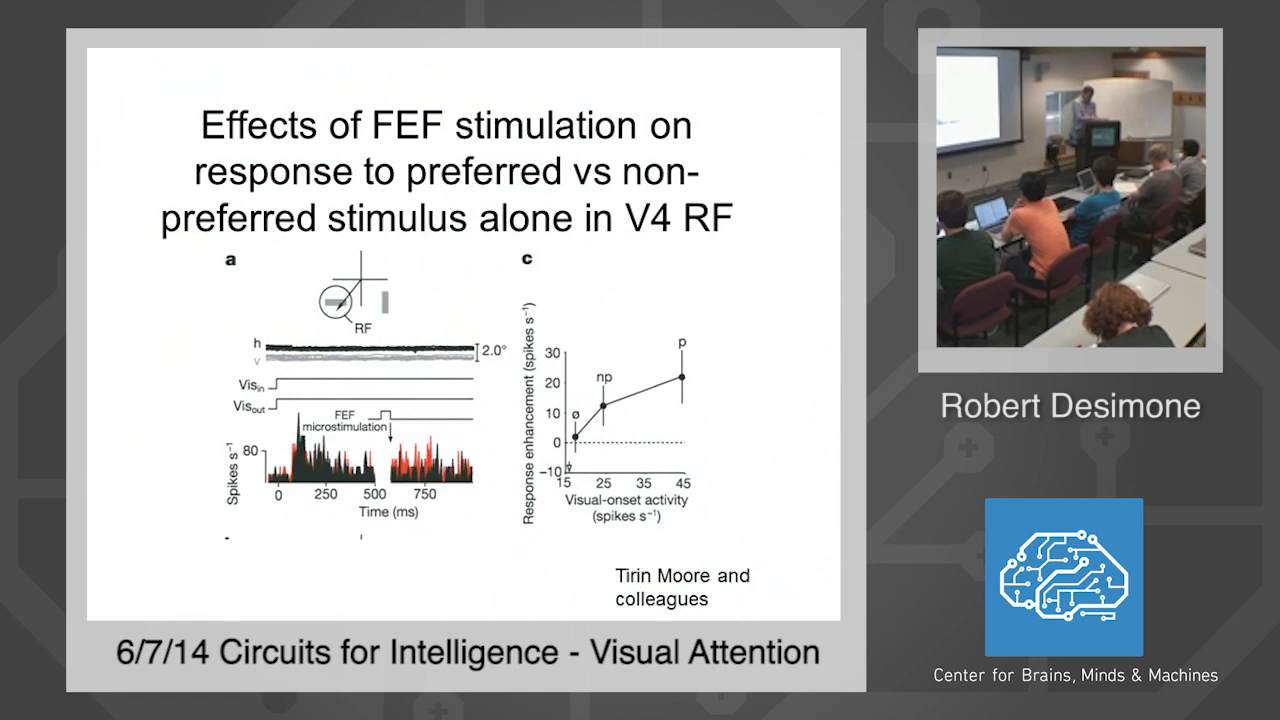 Effects of FEF stimulation on
response to preferred vs non-
preferred stimulus alone in V4 RF
a
RF
h
v
2.0°
Vis_in
Vis_out
FEF
microstimulation
80
Spikes s⁻¹
0 250 500 750
Time (ms)
c
Response enhancement (spikes s⁻¹)
30
20
10
0
−10
ø
np
p
15 25 35 45
Visual-onset activity
(spikes s⁻¹)
Tirin Moore and
colleagues
6/7/14 Circuits for Intelligence - Visual Attention
Robert Desimone
Center for Brains, Minds & Machines